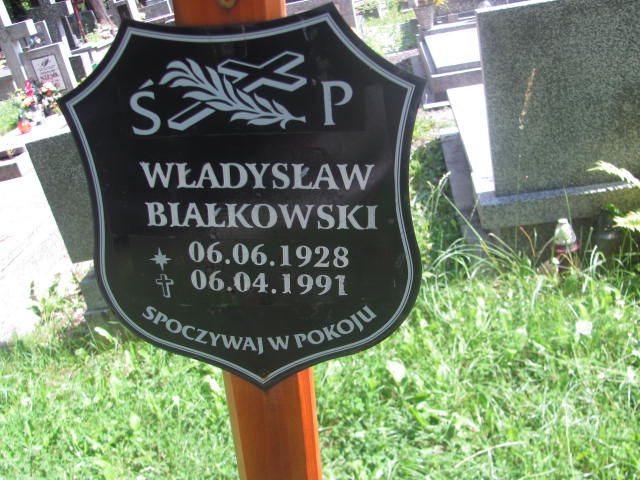 Ś P
WŁADYSŁAW
BIAŁKOWSKI
06.06.1928
06.04.1991
SPOCZYWAJ W POKOJU